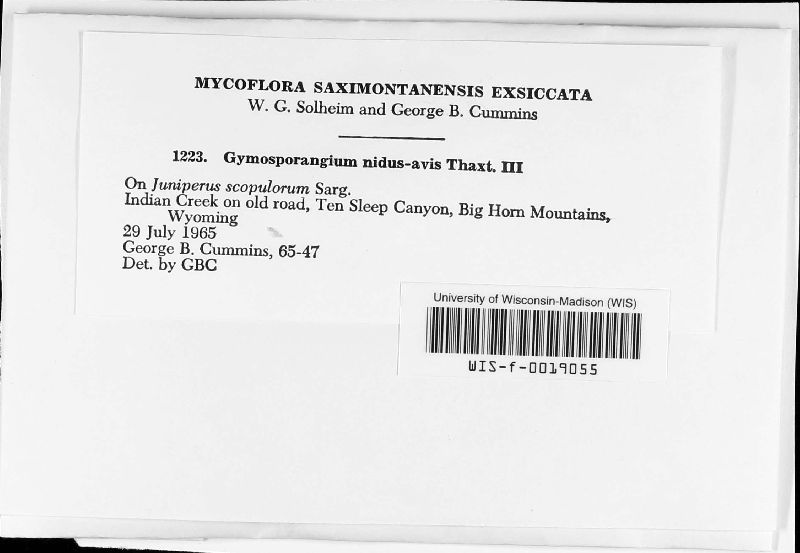 MYCOFLORA SAXIMONTANENSIS EXSICCATA
W. G. Solheim and George B. Cummins
1223. Gymosporangium nidus-avis Thaxt. III
On Juniperus scopulorum Sarg.
Indian Creek on old road, Ten Sleep Canyon, Big Horn Mountains,
Wyoming
29 July 1965
George B. Cummins, 65-47
Det. by GBC
University of Wisconsin-Madison (WIS)
WIS-f-0019055